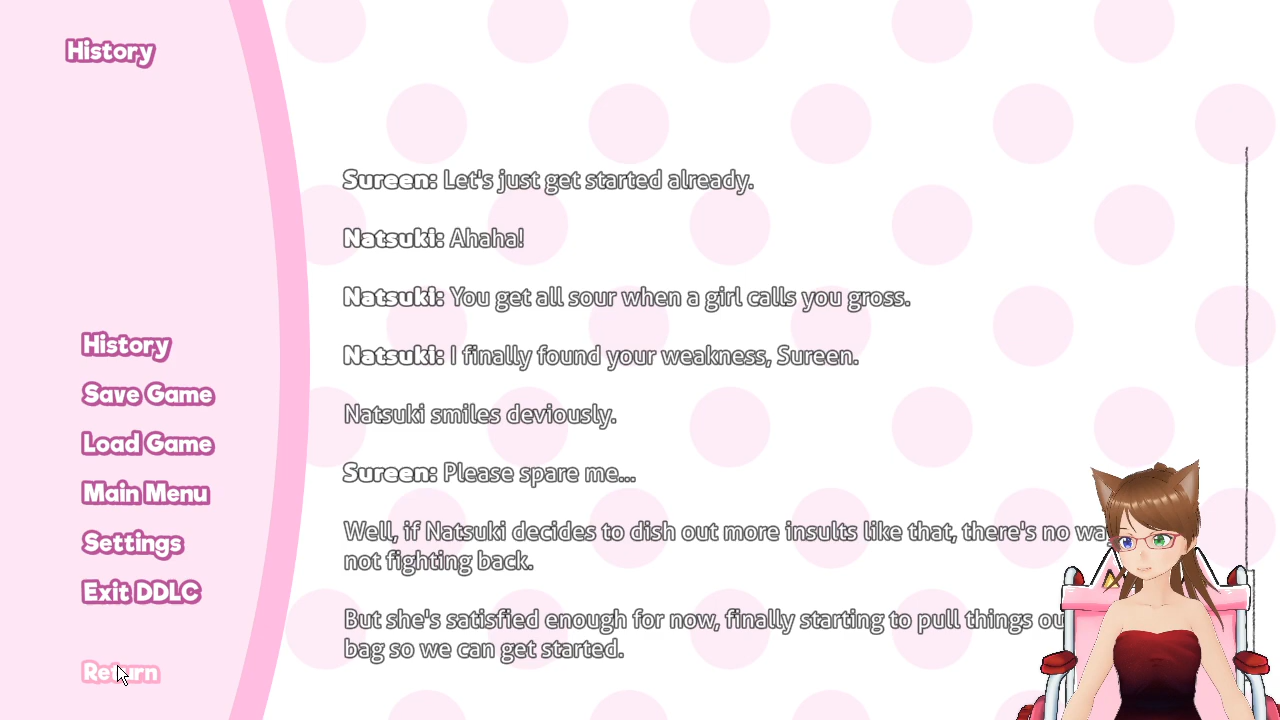 History
History
Save Game
Load Game
Main Menu
Settings
Exit DDLC
Return
Sureen: Let's just get started already.
Natsuki: Ahaha!
Natsuki: You get all sour when a girl calls you gross.
Natsuki: I finally found your weakness, Sureen.
Natsuki smiles deviously.
Sureen: Please spare me...
Well, if Natsuki decides to dish out more insults like that, there's no
not fighting back.
But she's satisfied enough for now, finally starting to pull things
bag so we can get started.